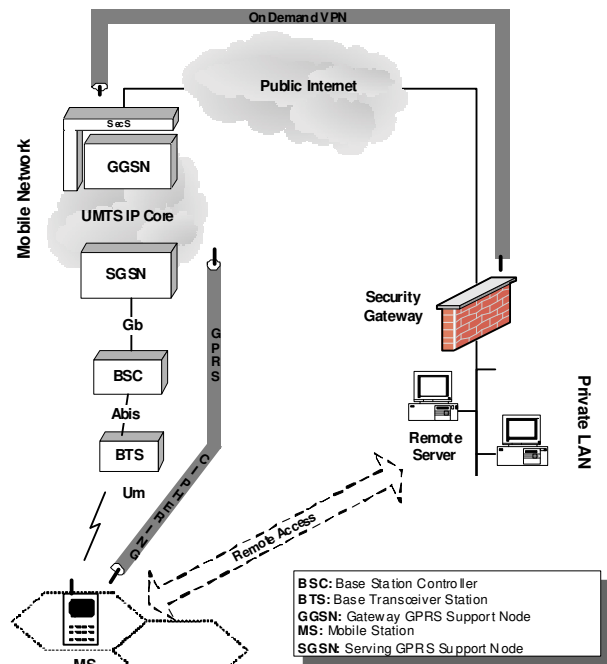 On Demand VPN
Public Internet
SecS
GGSN
Mobile Network
UMTS IP Core
SGSN
Gb
GPRS
CIPHERING
BSC
Abis
BTS
Um
Security
Gateway
Remote
Server
Private LAN
Remote Access
MS
BSC: Base Station Controller
BTS: Base Transceiver Station
GGSN: Gateway GPRS Support Node
MS: Mobile Station
SGSN: Serving GPRS Support Node